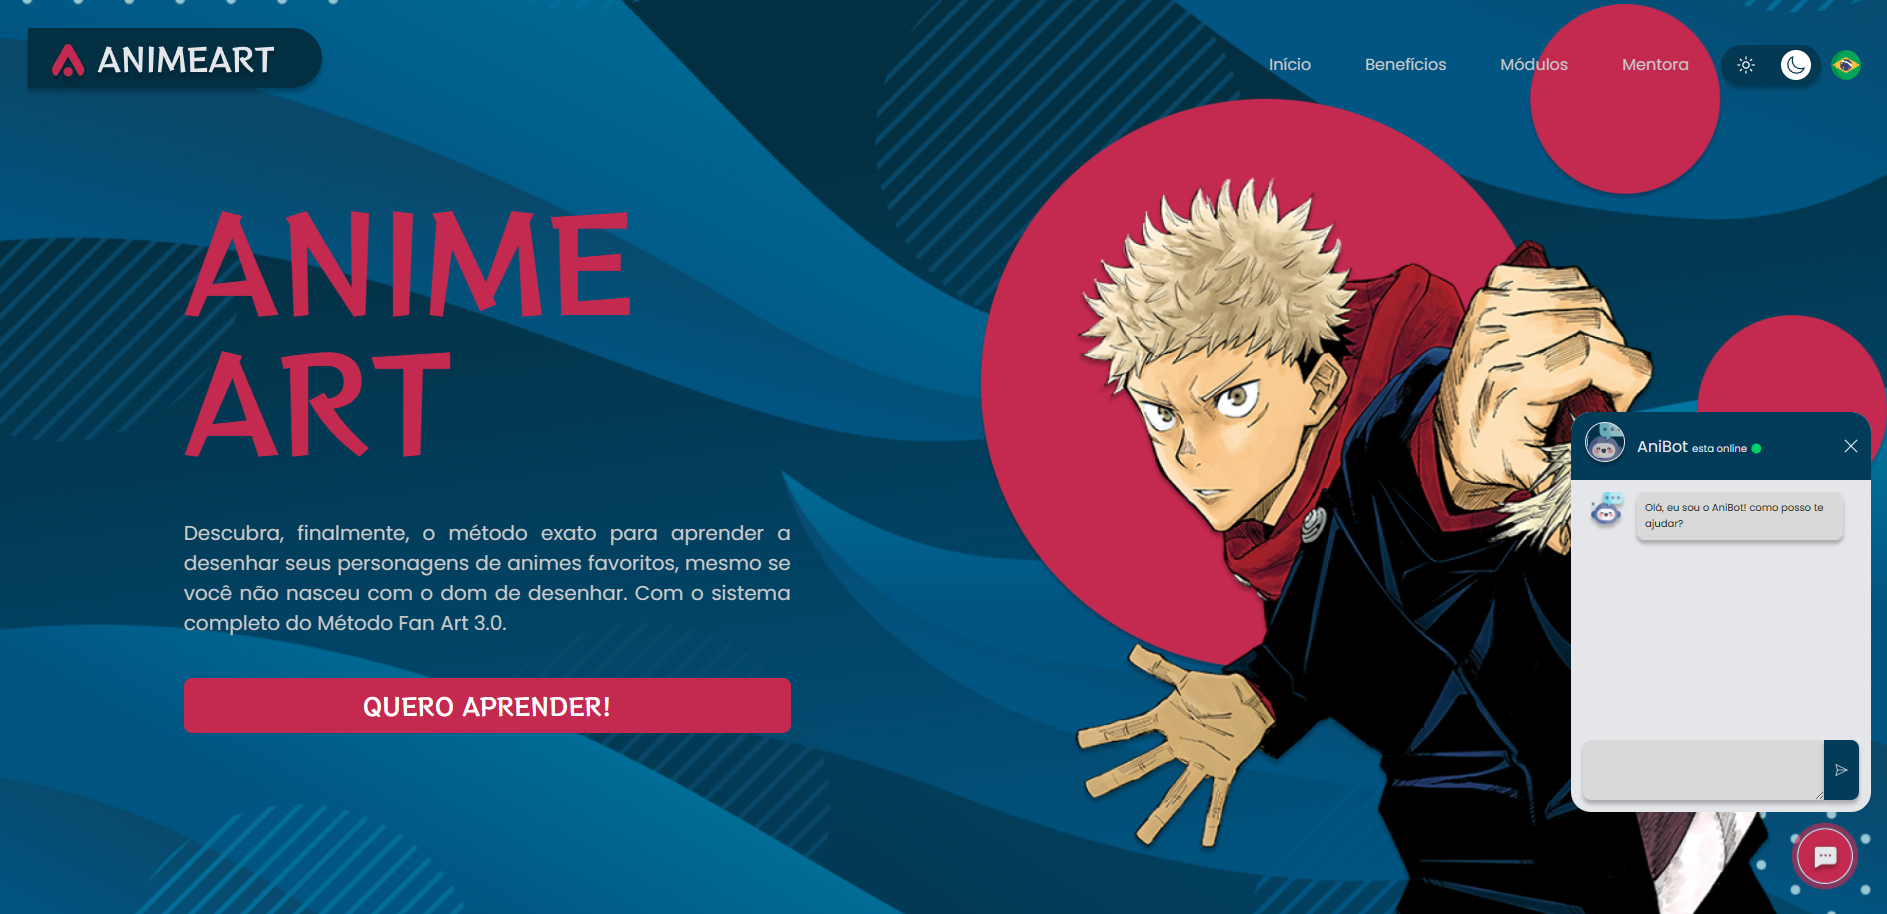 ANIMEART
Início
Benefícios
Módulos
Mentora
ANIME
ART
Descubra, finalmente, o método exato para aprender a
desenhar seus personagens de animes favoritos, mesmo se
você não nasceu com o dom de desenhar. Com o sistema
completo do Método Fan Art 3.0.
QUERO APRENDER!
AniBot esta online
Olá, eu sou o AniBot! como posso te
ajudar?